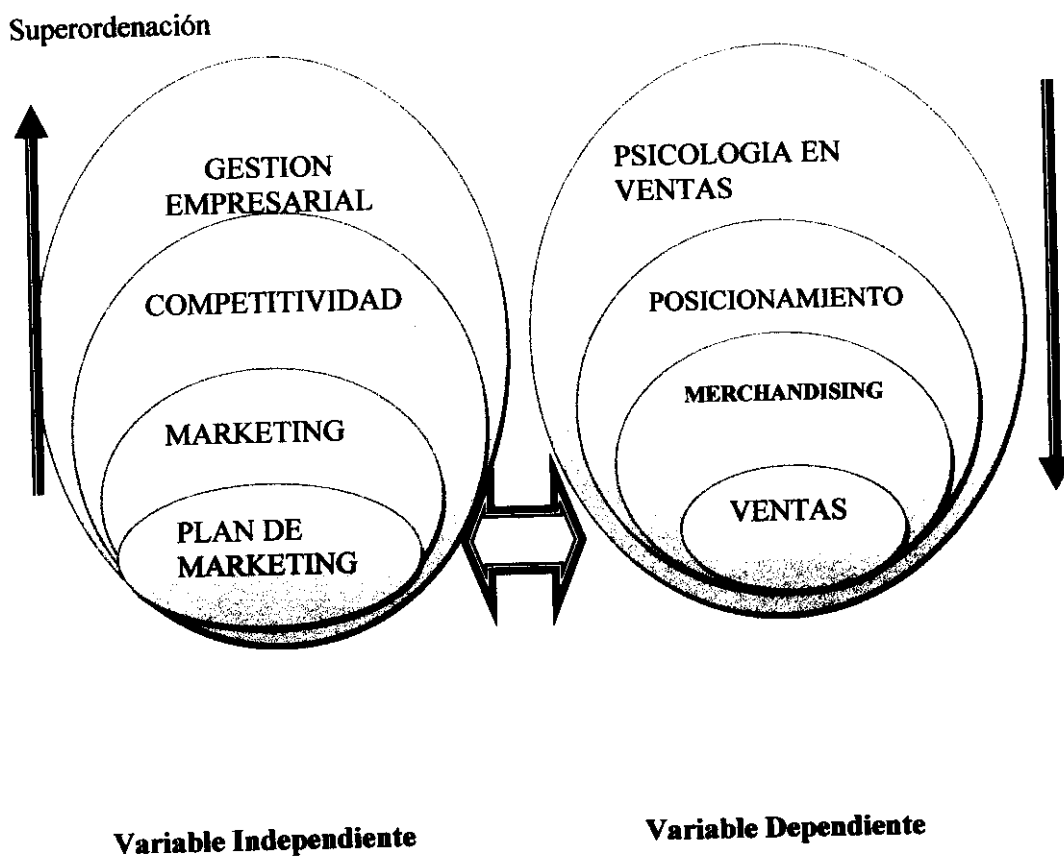 Superordenación
GESTION
EMPRESARIAL
COMPETITIVIDAD
MARKETING
PLAN DE
MARKETING
PSICOLOGIA EN
VENTAS
POSICIONAMIENTO
MERCHANDISING
VENTAS
Variable Independiente
Variable Dependiente